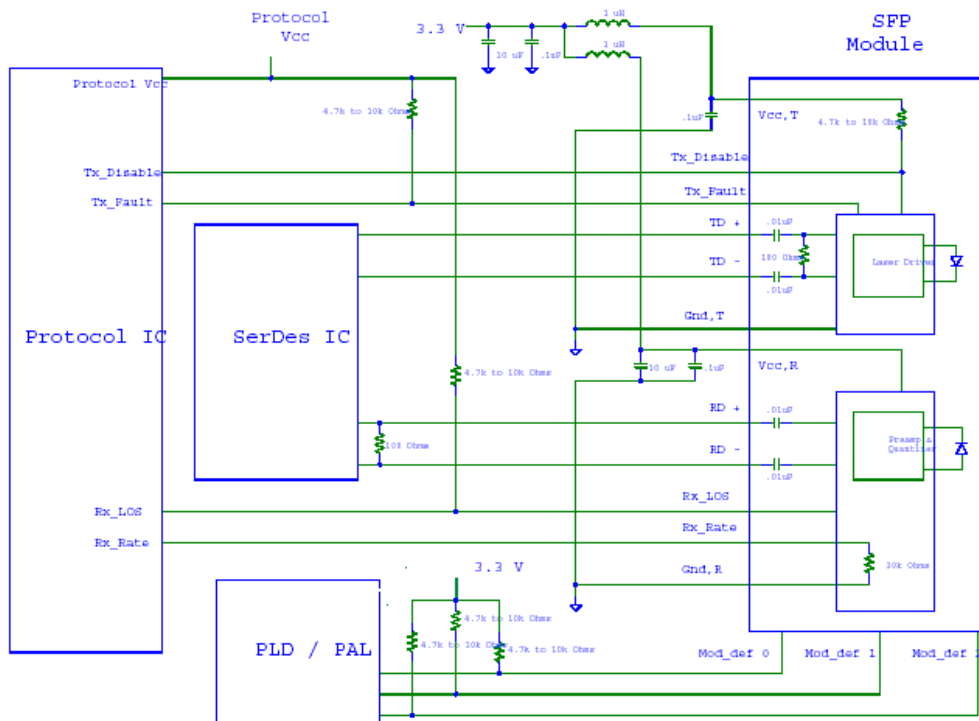 Protocol
Vcc
3.3 V
1 uH
1 uH
SFP
Module
10 uF
.1uF
Protocol Vcc
4.7k to 10k Ohms
.1uF
Vcc,T
4.7k to 10k Ohms
Tx_Disable
Tx_Disable
Tx_Fault
Tx_Fault
TD +
.01uF
TD -
100 Ohms
.01uF
Laser Driver
Gnd,T
Protocol IC
SerDes IC
10 uF
.1uF
Vcc,R
4.7k to 10k Ohms
RD +
.01uF
100 Ohms
RD -
.01uF
Preamp &
Quantizer
Rx_LOS
Rx_LOS
Rx_Rate
Rx_Rate
3.3 V
Gnd,R
30k Ohms
4.7k to 10k Ohms
4.7k to 10k Ohms
4.7k to 10k Ohms
PLD / PAL
Mod_def 0
Mod_def 1
Mod_def